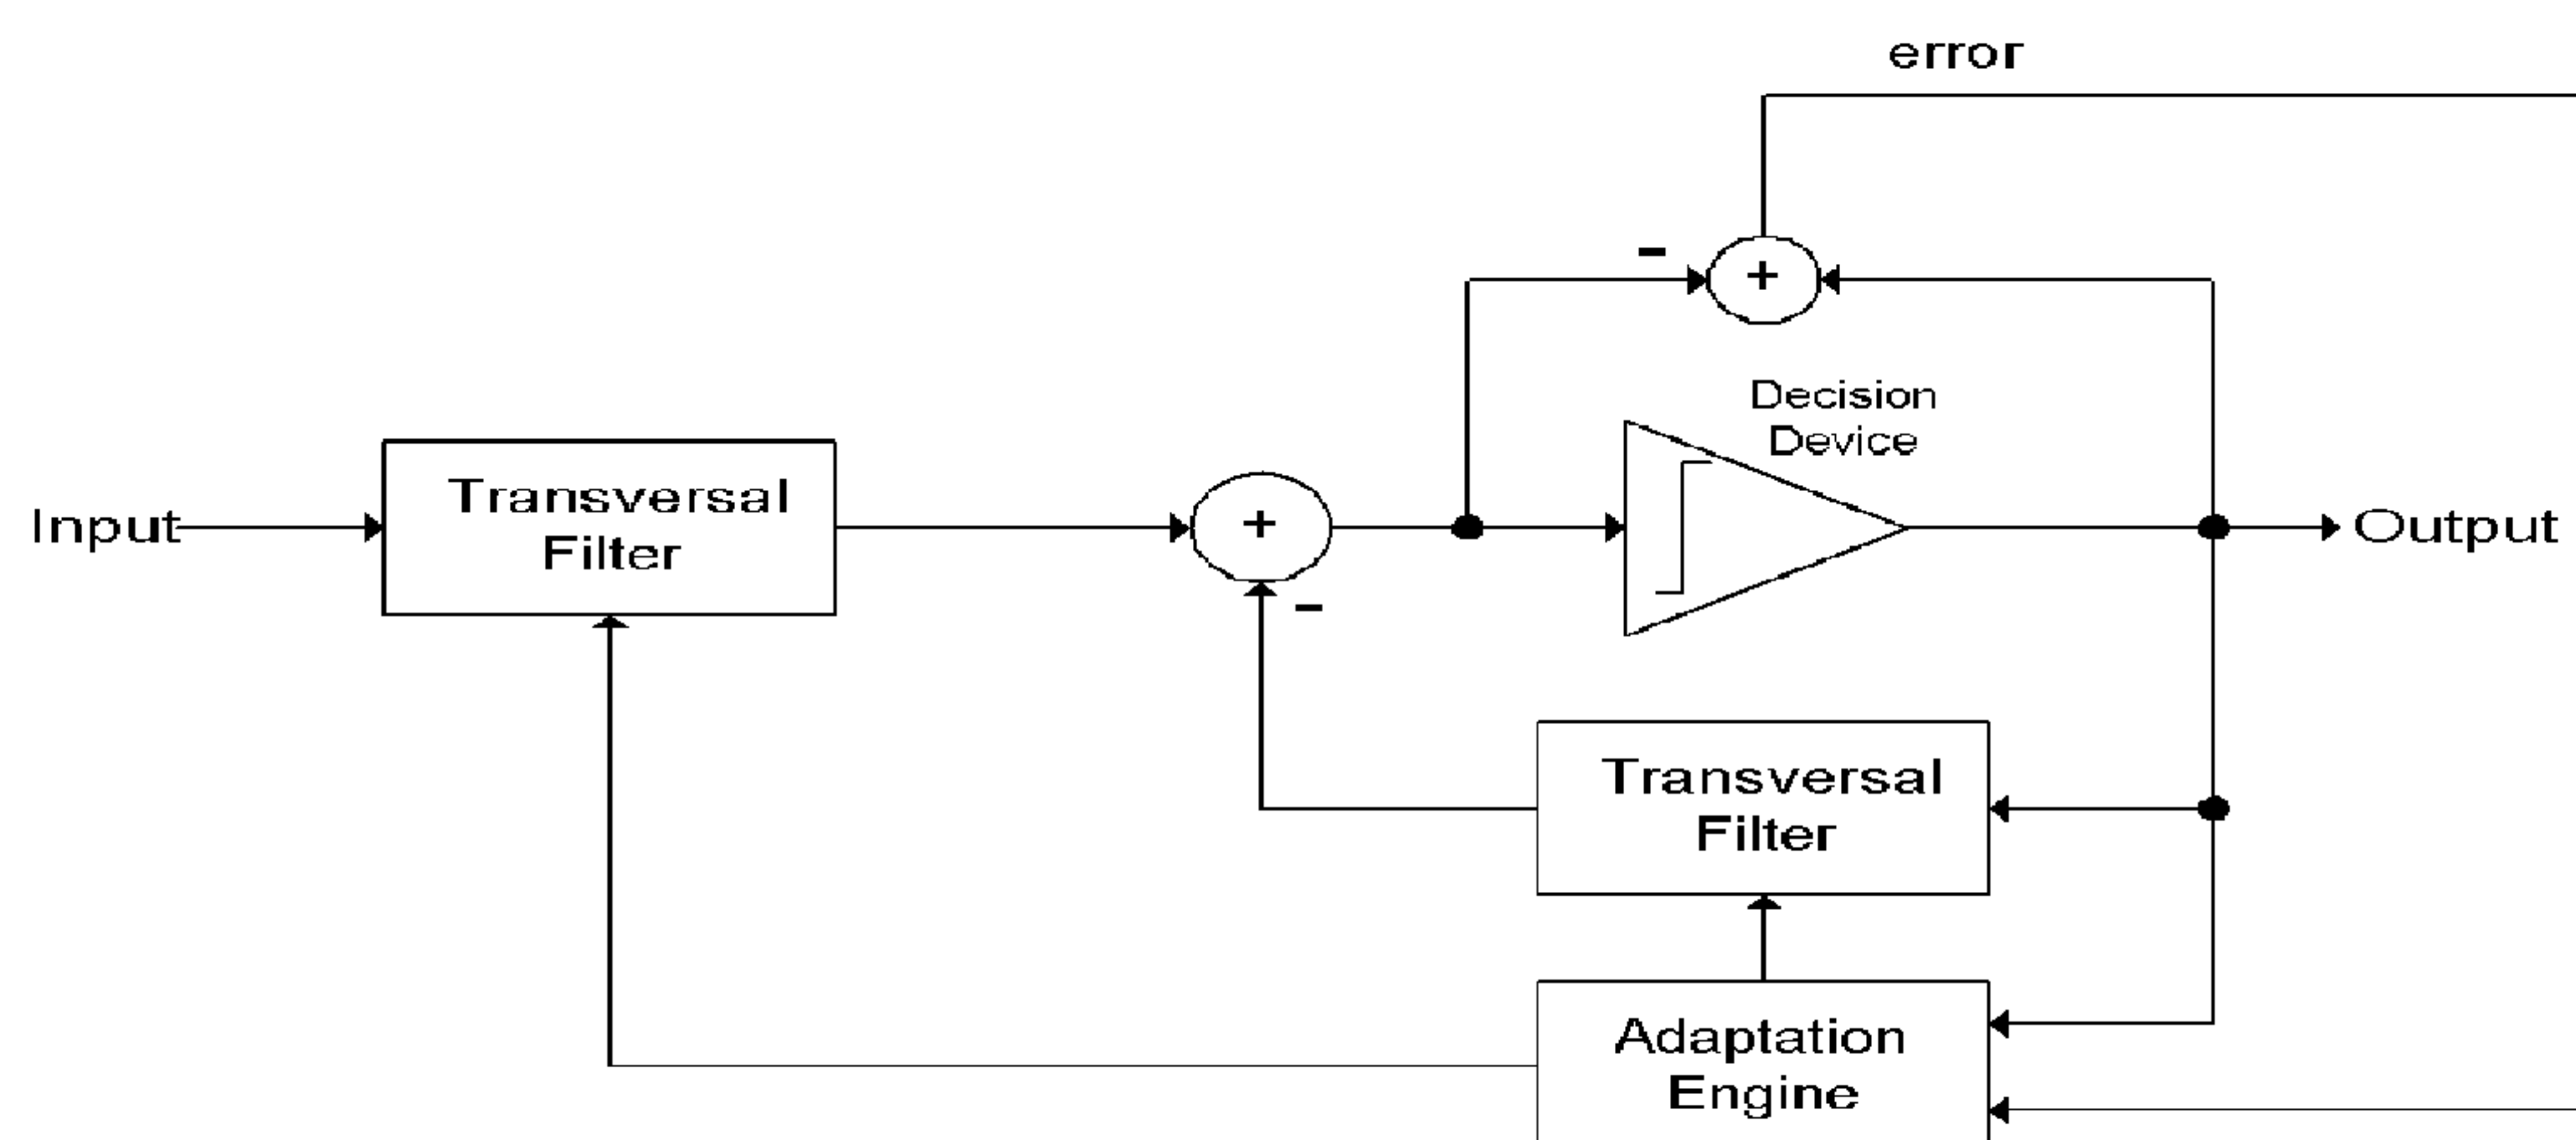 error
-
+
Decision
Device
Transversal
Filter
Input
+
Output
-
Transversal
Filter
Adaptation
Engine